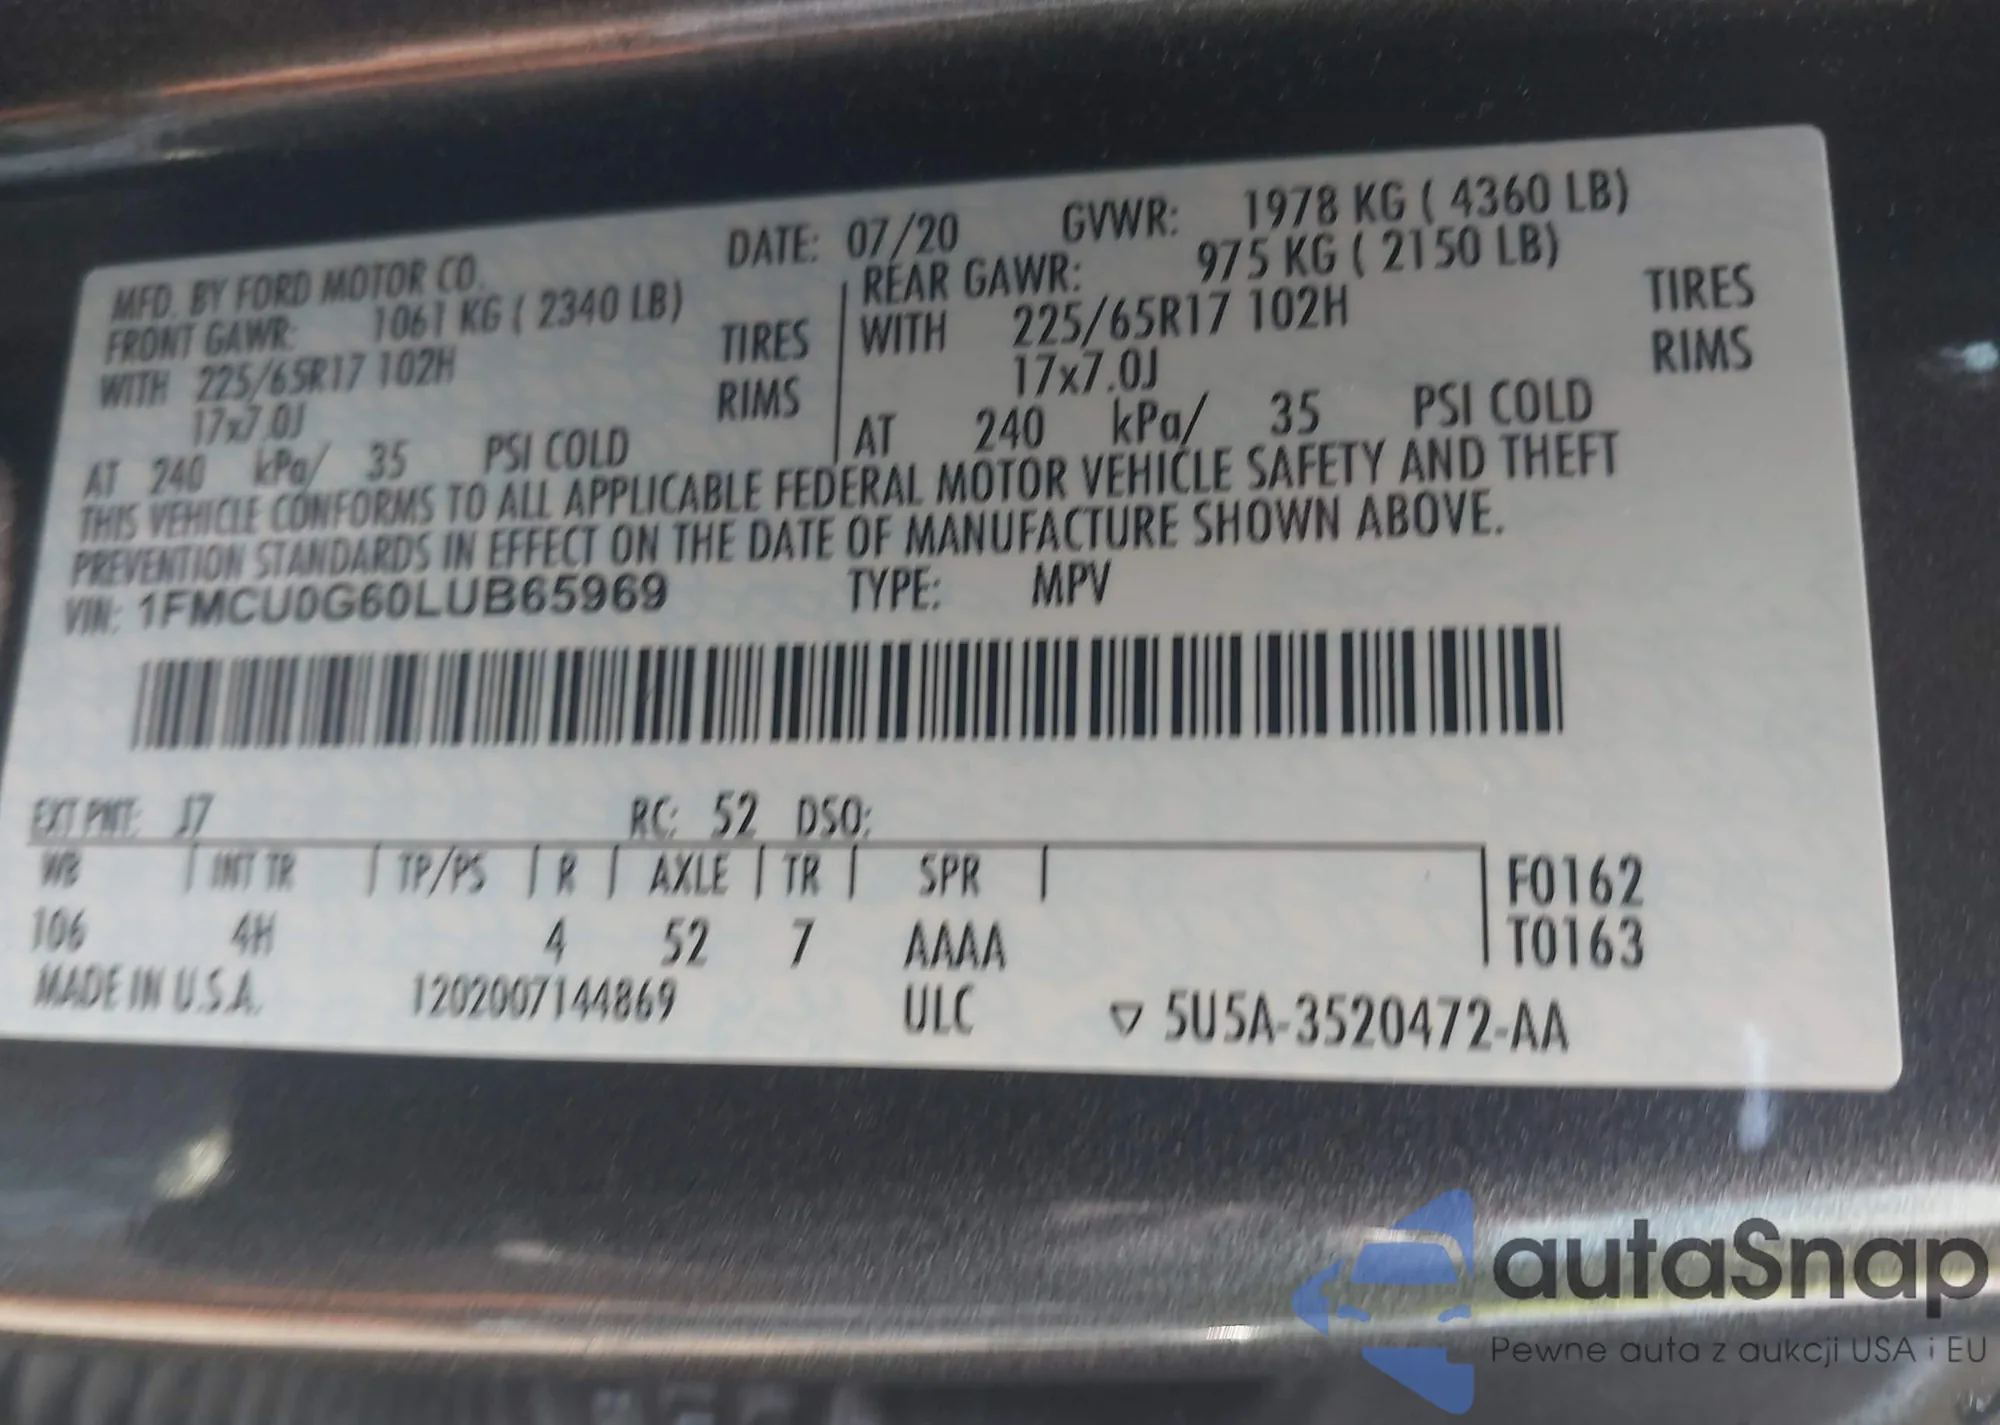 MFD. BY FORD MOTOR CO. DATE: 07/20 GVWR: 1978 KG ( 4360 LB)
FRONT GAWR: 1061 KG ( 2340 LB) REAR GAWR: 975 KG ( 2150 LB)
WITH 225/65R17 102H TIRES WITH 225/65R17 102H TIRES
17x7.0J RIMS 17x7.0J RIMS
AT 240 kPa/ 35 PSI COLD AT 240 kPa/ 35 PSI COLD
THIS VEHICLE CONFORMS TO ALL APPLICABLE FEDERAL MOTOR VEHICLE SAFETY AND THEFT
PREVENTION STANDARDS IN EFFECT ON THE DATE OF MANUFACTURE SHOWN ABOVE.
VIN: 1FMCU0G60LUB65969 TYPE: MPV
EXT PNT: J7 RC: 52 DSO:
WB | INT TR | TP/PS | R | AXLE | TR | SPR | F0162
106 4H 4 52 7 AAAA T0163
MADE IN U.S.A. 1202007144869 ULC ▽ 5U5A-3520472-AA
autaSnap
Pewne auta z aukcji USA i EU